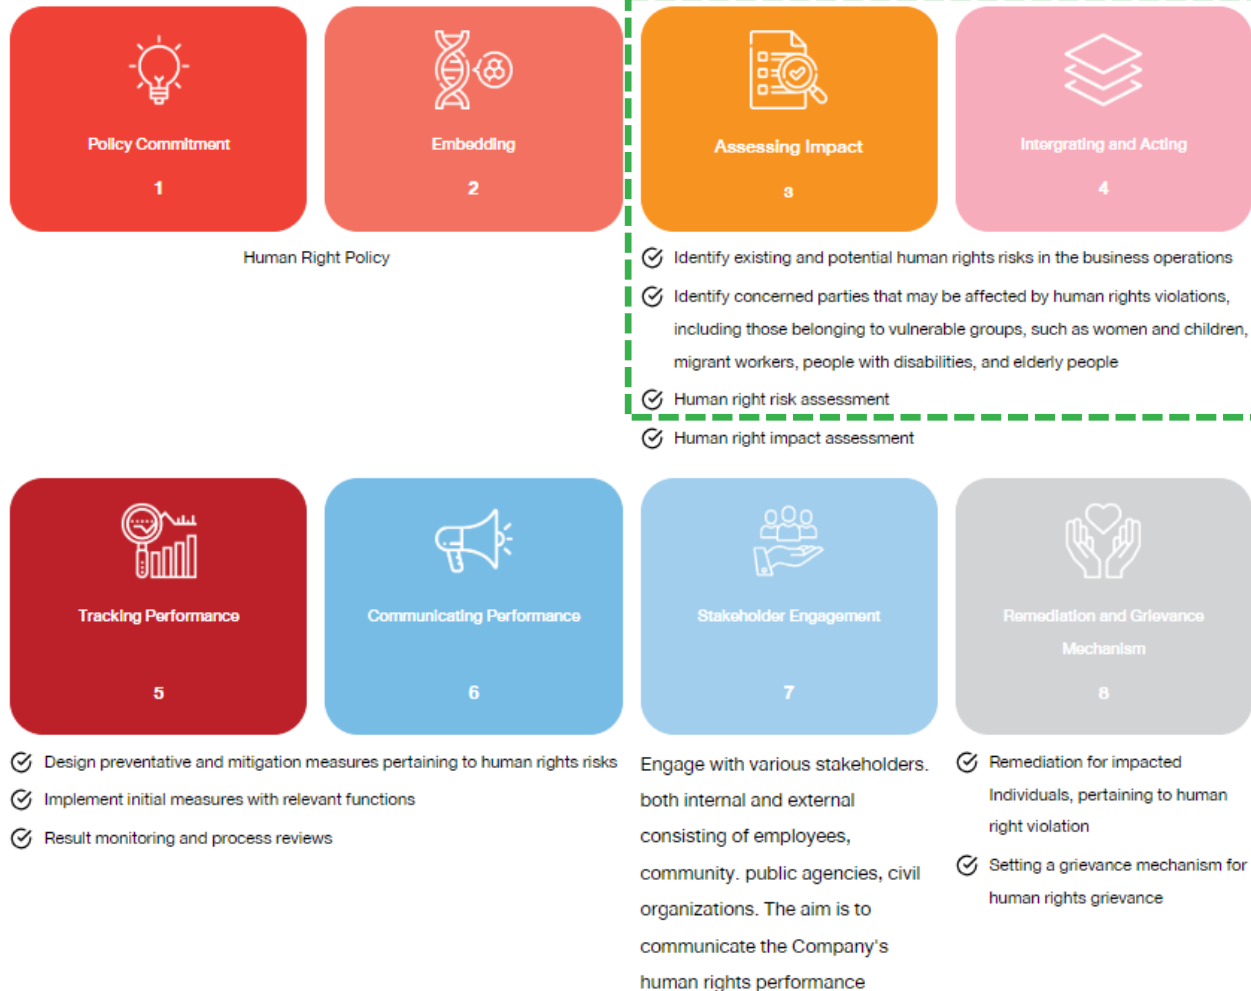 Policy Commitment
1
Embedding
2
Assessing Impact
3
Intergrating and Acting
4
Human Right Policy
Identify existing and potential human rights risks in the business operations
Identify concerned parties that may be affected by human rights violations,
including those belonging to vulnerable groups, such as women and children,
migrant workers, people with disabilities, and elderly people
Human right risk assessment
Human right impact assessment
Tracking Performance
5
Communicating Performance
6
Stakeholder Engagement
7
Remediation and Grievance
Mechanism
8
Design preventative and mitigation measures pertaining to human rights risks
Implement initial measures with relevant functions
Result monitoring and process reviews
Engage with various stakeholders.
both internal and external
consisting of employees,
community. public agencies, civil
organizations. The aim is to
communicate the Company's
human rights performance
Remediation for impacted
Individuals, pertaining to human
right violation
Setting a grievance mechanism for
human rights grievance